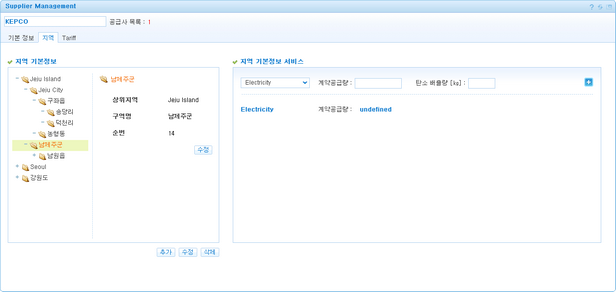 Supplier Management
KEPCO 공급사 목록 : 1
기본 정보 지역 Tariff
지역 기본정보
Jeju Island
Jeju City
구좌읍
송당리
덕천리
농형동
남제주군
남원읍
Seoul
강원도
남제주군
상위지역 Jeju Island
구역명 남제주군
순번 14
수정
추가 수정 삭제
지역 기본정보 서비스
Electricity 계약공급량 : 탄소 배출량 [kg] :
Electricity 계약공급량 : undefined